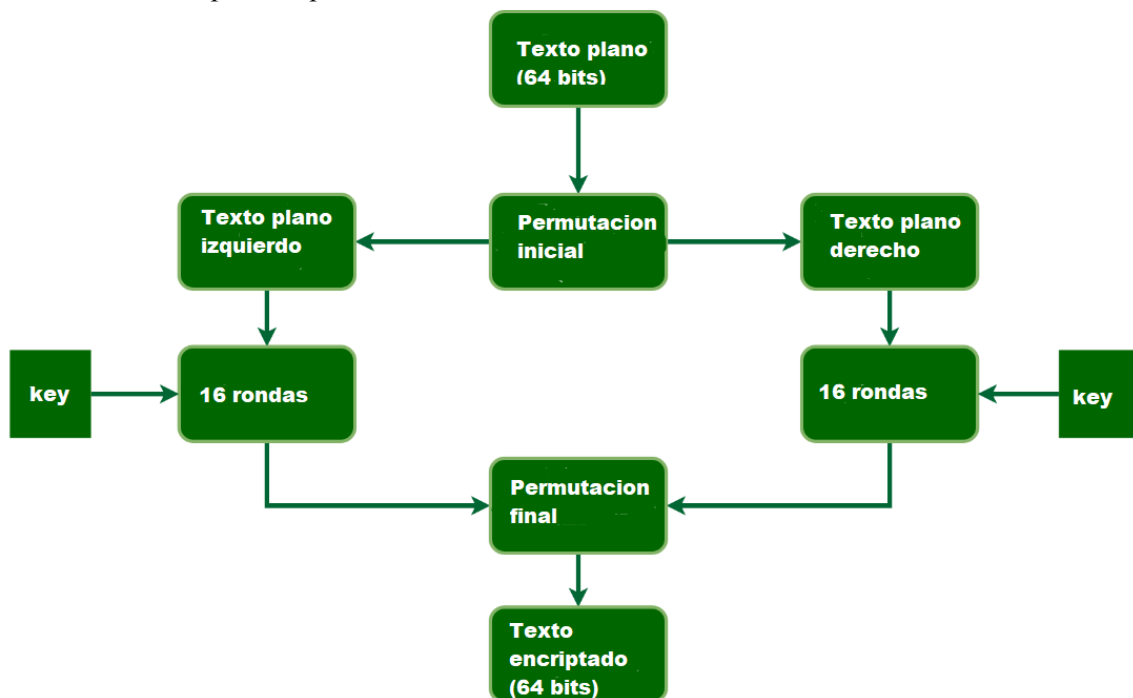 Texto plano
(64 bits)
Texto plano
izquierdo
Permutacion
inicial
Texto plano
derecho
key
16 rondas
16 rondas
key
Permutacion
final
Texto
encriptado
(64 bits)